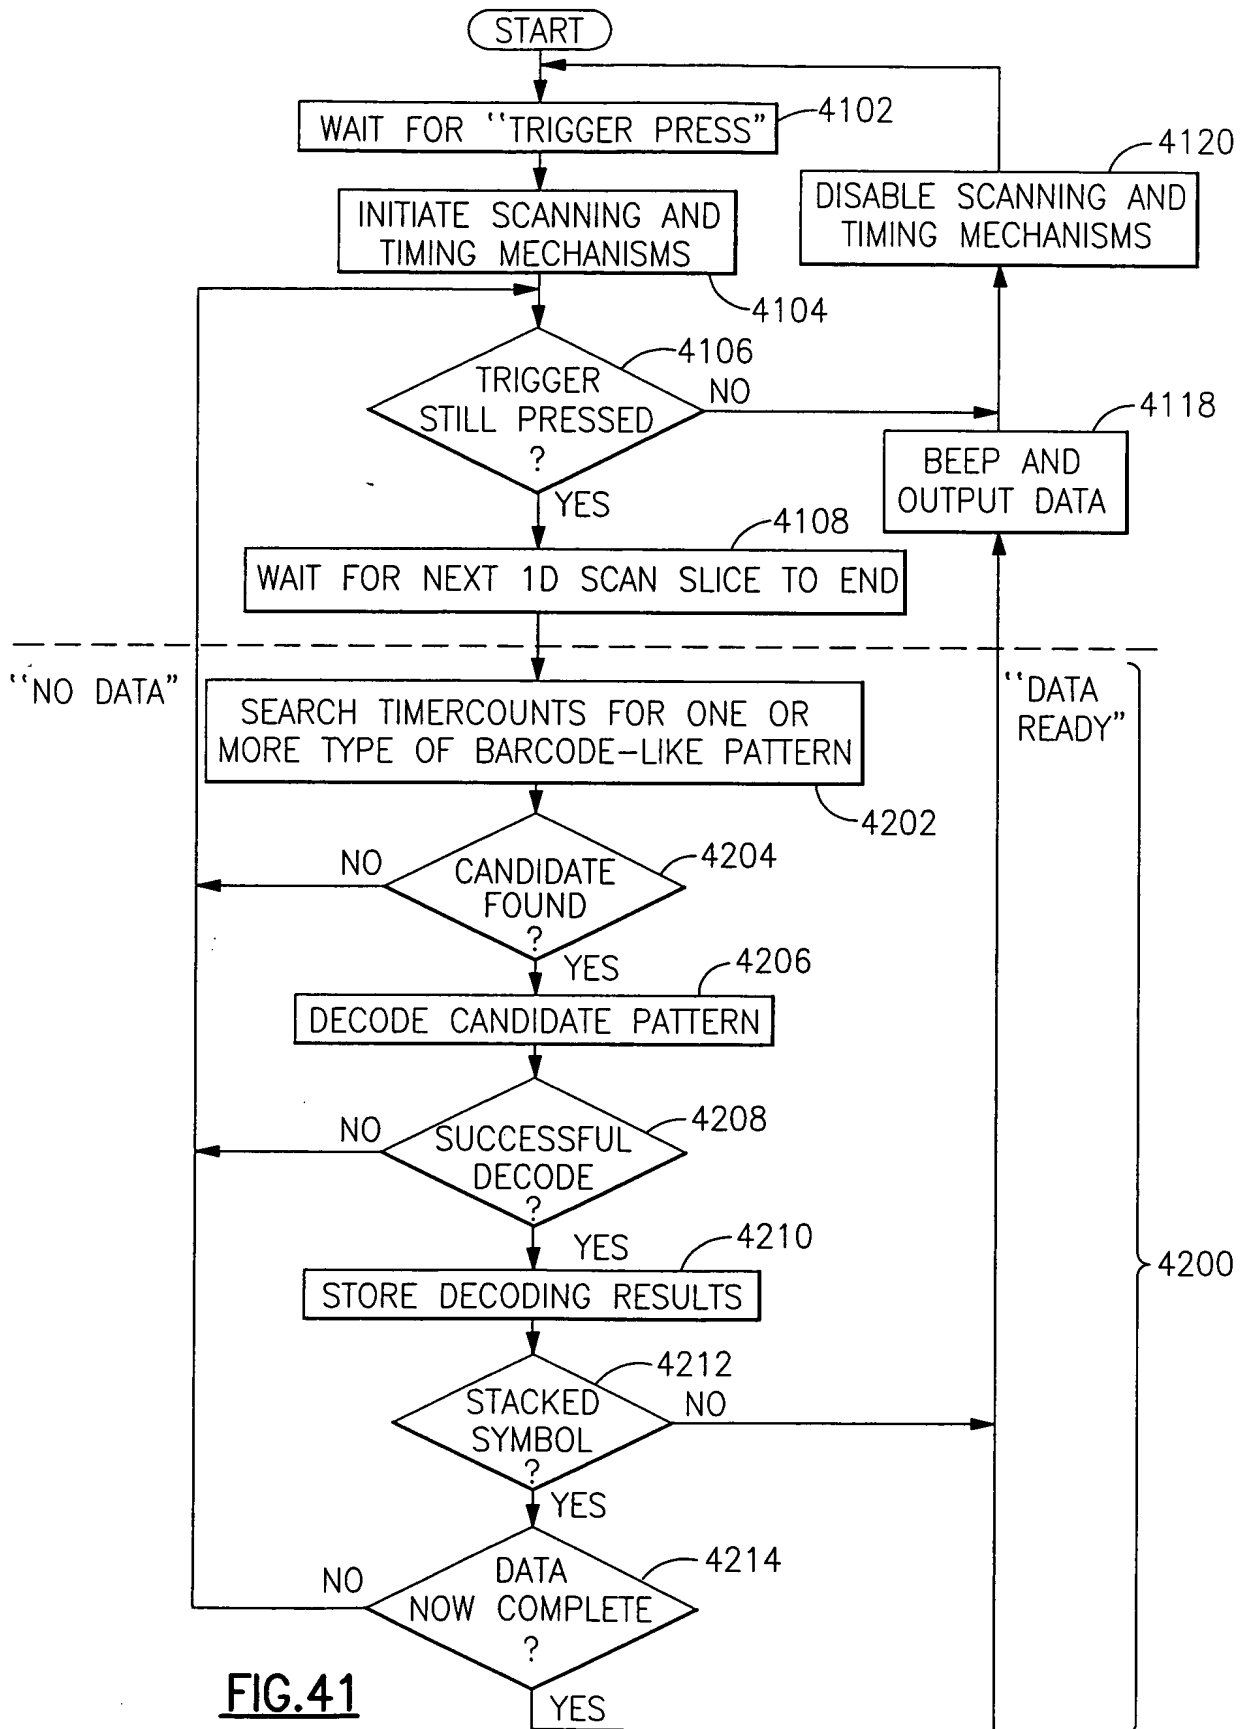 START
WAIT FOR "TRIGGER PRESS"
4102
INITIATE SCANNING AND
TIMING MECHANISMS
4104
DISABLE SCANNING AND
TIMING MECHANISMS
4120
TRIGGER
STILL PRESSED
?
4106
NO
YES
BEEP AND
OUTPUT DATA
4118
WAIT FOR NEXT 1D SCAN SLICE TO END
4108
"NO DATA"
"DATA
READY"
SEARCH TIMERCOUNTS FOR ONE OR
MORE TYPE OF BARCODE-LIKE PATTERN
4202
CANDIDATE
FOUND
?
4204
NO
YES
DECODE CANDIDATE PATTERN
4206
SUCCESSFUL
DECODE
?
4208
NO
YES
STORE DECODING RESULTS
4210
4200
STACKED
SYMBOL
?
4212
NO
YES
DATA
NOW COMPLETE
?
4214
NO
YES
FIG.41